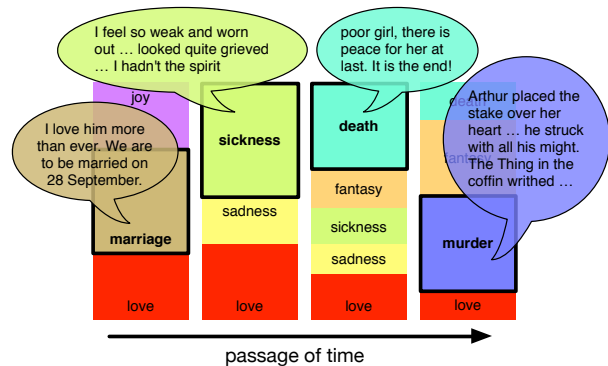 I feel so weak and worn
out … looked quite grieved
… I hadn't the spirit
poor girl, there is
peace for her at
last. It is the end!
Arthur placed the
stake over her
heart … he struck
with all his might.
The Thing in the
coffin writhed …
I love him more
than ever. We are
to be married on
28 September.
joy
marriage
love
sickness
sadness
love
death
fantasy
sickness
sadness
love
death
fantasy
murder
love
passage of time